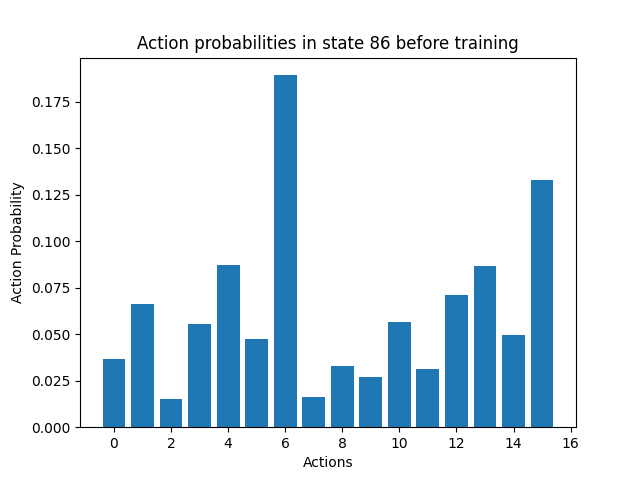 Action probabilities in state 86 before training
0.175
0.150
0.125
0.100
0.075
0.050
0.025
0.000
Action Probability
0 2 4 6 8 10 12 14 16
Actions